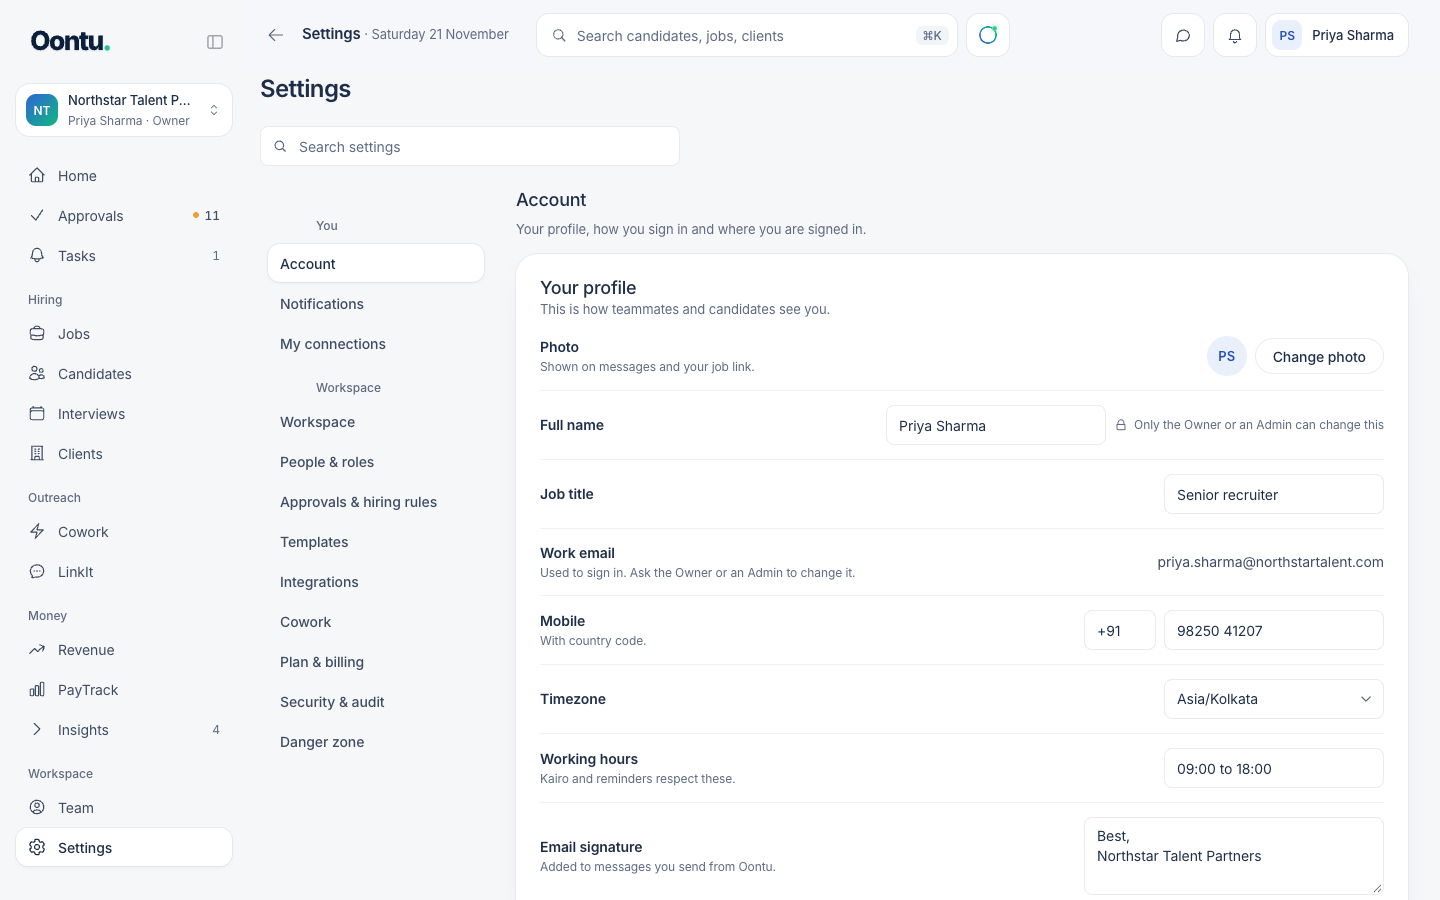 Oontu.
NT
Northstar Talent P...
Priya Sharma · Owner
Home
Approvals
11
Tasks
1
Hiring
Jobs
Candidates
Interviews
Clients
Outreach
Cowork
LinkIt
Money
Revenue
PayTrack
Insights
4
Workspace
Team
Settings
Settings · Saturday 21 November
Search candidates, jobs, clients
⌘K
PS
Priya Sharma
Settings
Search settings
You
Account
Notifications
My connections
Workspace
Workspace
People & roles
Approvals & hiring rules
Templates
Integrations
Cowork
Plan & billing
Security & audit
Danger zone
Account
Your profile, how you sign in and where you are signed in.
Your profile
This is how teammates and candidates see you.
Photo
Shown on messages and your job link.
PS
Change photo
Full name
Priya Sharma
Only the Owner or an Admin can change this
Job title
Senior recruiter
Work email
Used to sign in. Ask the Owner or an Admin to change it.
priya.sharma@northstartalent.com
Mobile
With country code.
+91
98250 41207
Timezone
Asia/Kolkata
Working hours
Kairo and reminders respect these.
09:00 to 18:00
Email signature
Added to messages you send from Oontu.
Best,
Northstar Talent Partners